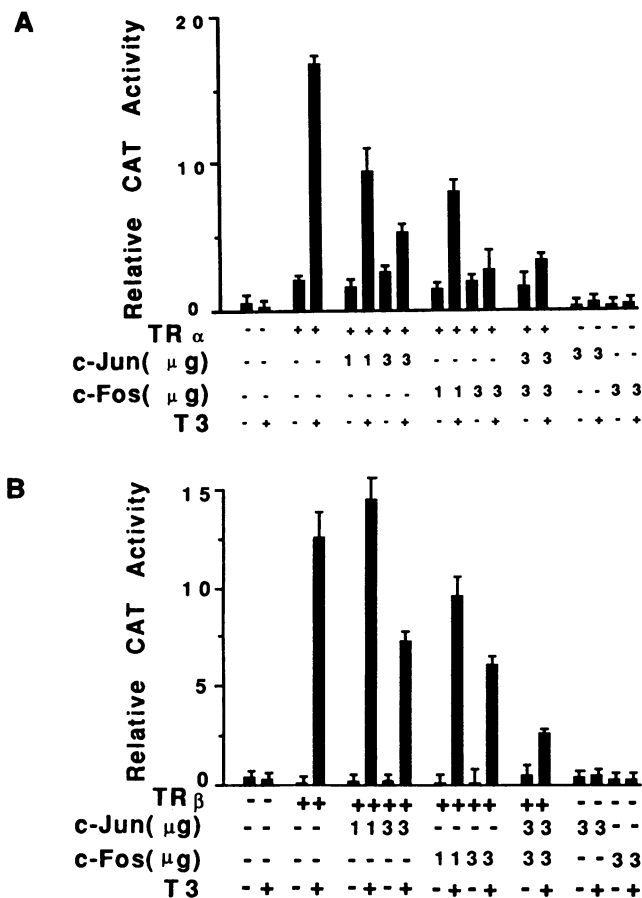 A
Relative CAT Activity
20
10
0
TR α - - + + + + + + + + + + + + - - - -
c-Jun( μ g) - - - - 1 1 3 3 - - - - 3 3 3 3 - -
c-Fos( μ g) - - - - - - - - 1 1 3 3 3 3 - - 3 3
T3 - + - + - + - + - + - + - + - + - +
B
Relative CAT Activity
15
10
5
0
TR β - - + + + + + + + + + + + + - - - -
c-Jun( μg) - - - - 1 1 3 3 - - - - 3 3 3 3 - -
c-Fos( μg) - - - - - - - - 1 1 3 3 3 3 - - 3 3
T3 - + - + - + - + - + - + - + - + - +